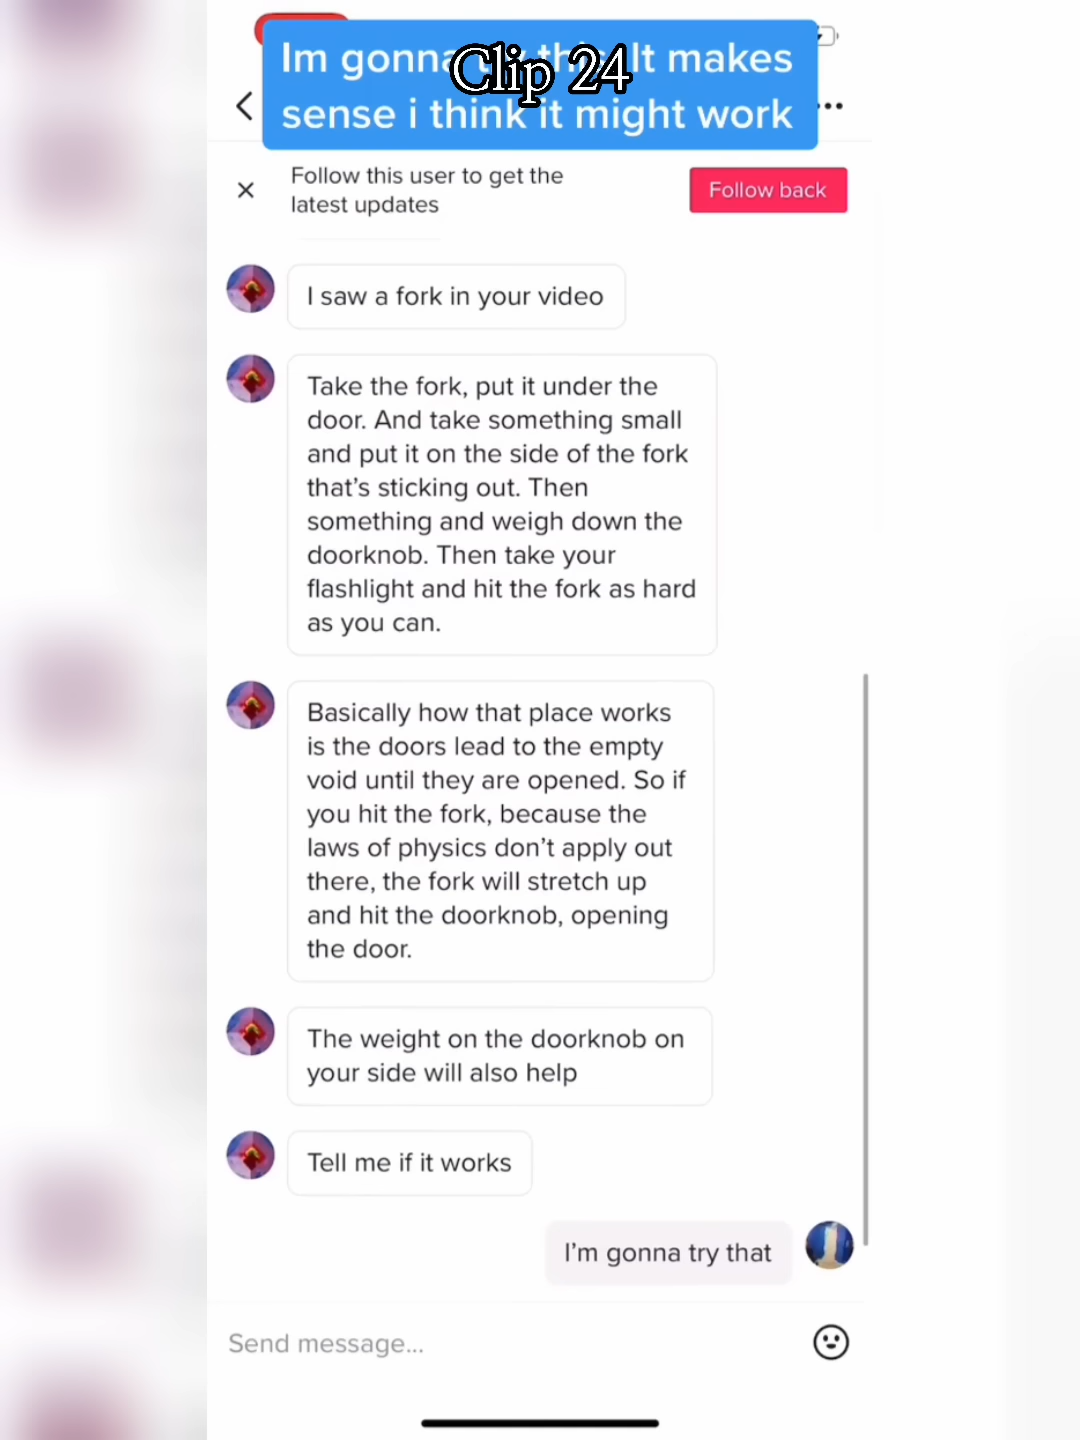 Im gonna try this It makes
Clip 24
sense i think it might work
Follow this user to get the
latest updates
Follow back
I saw a fork in your video
Take the fork, put it under the
door. And take something small
and put it on the side of the fork
that's sticking out. Then
something and weigh down the
doorknob. Then take your
flashlight and hit the fork as hard
as you can.
Basically how that place works
is the doors lead to the empty
void until they are opened. So if
you hit the fork, because the
laws of physics don't apply out
there, the fork will stretch up
and hit the doorknob, opening
the door.
The weight on the doorknob on
your side will also help
Tell me if it works
I'm gonna try that
Send message...